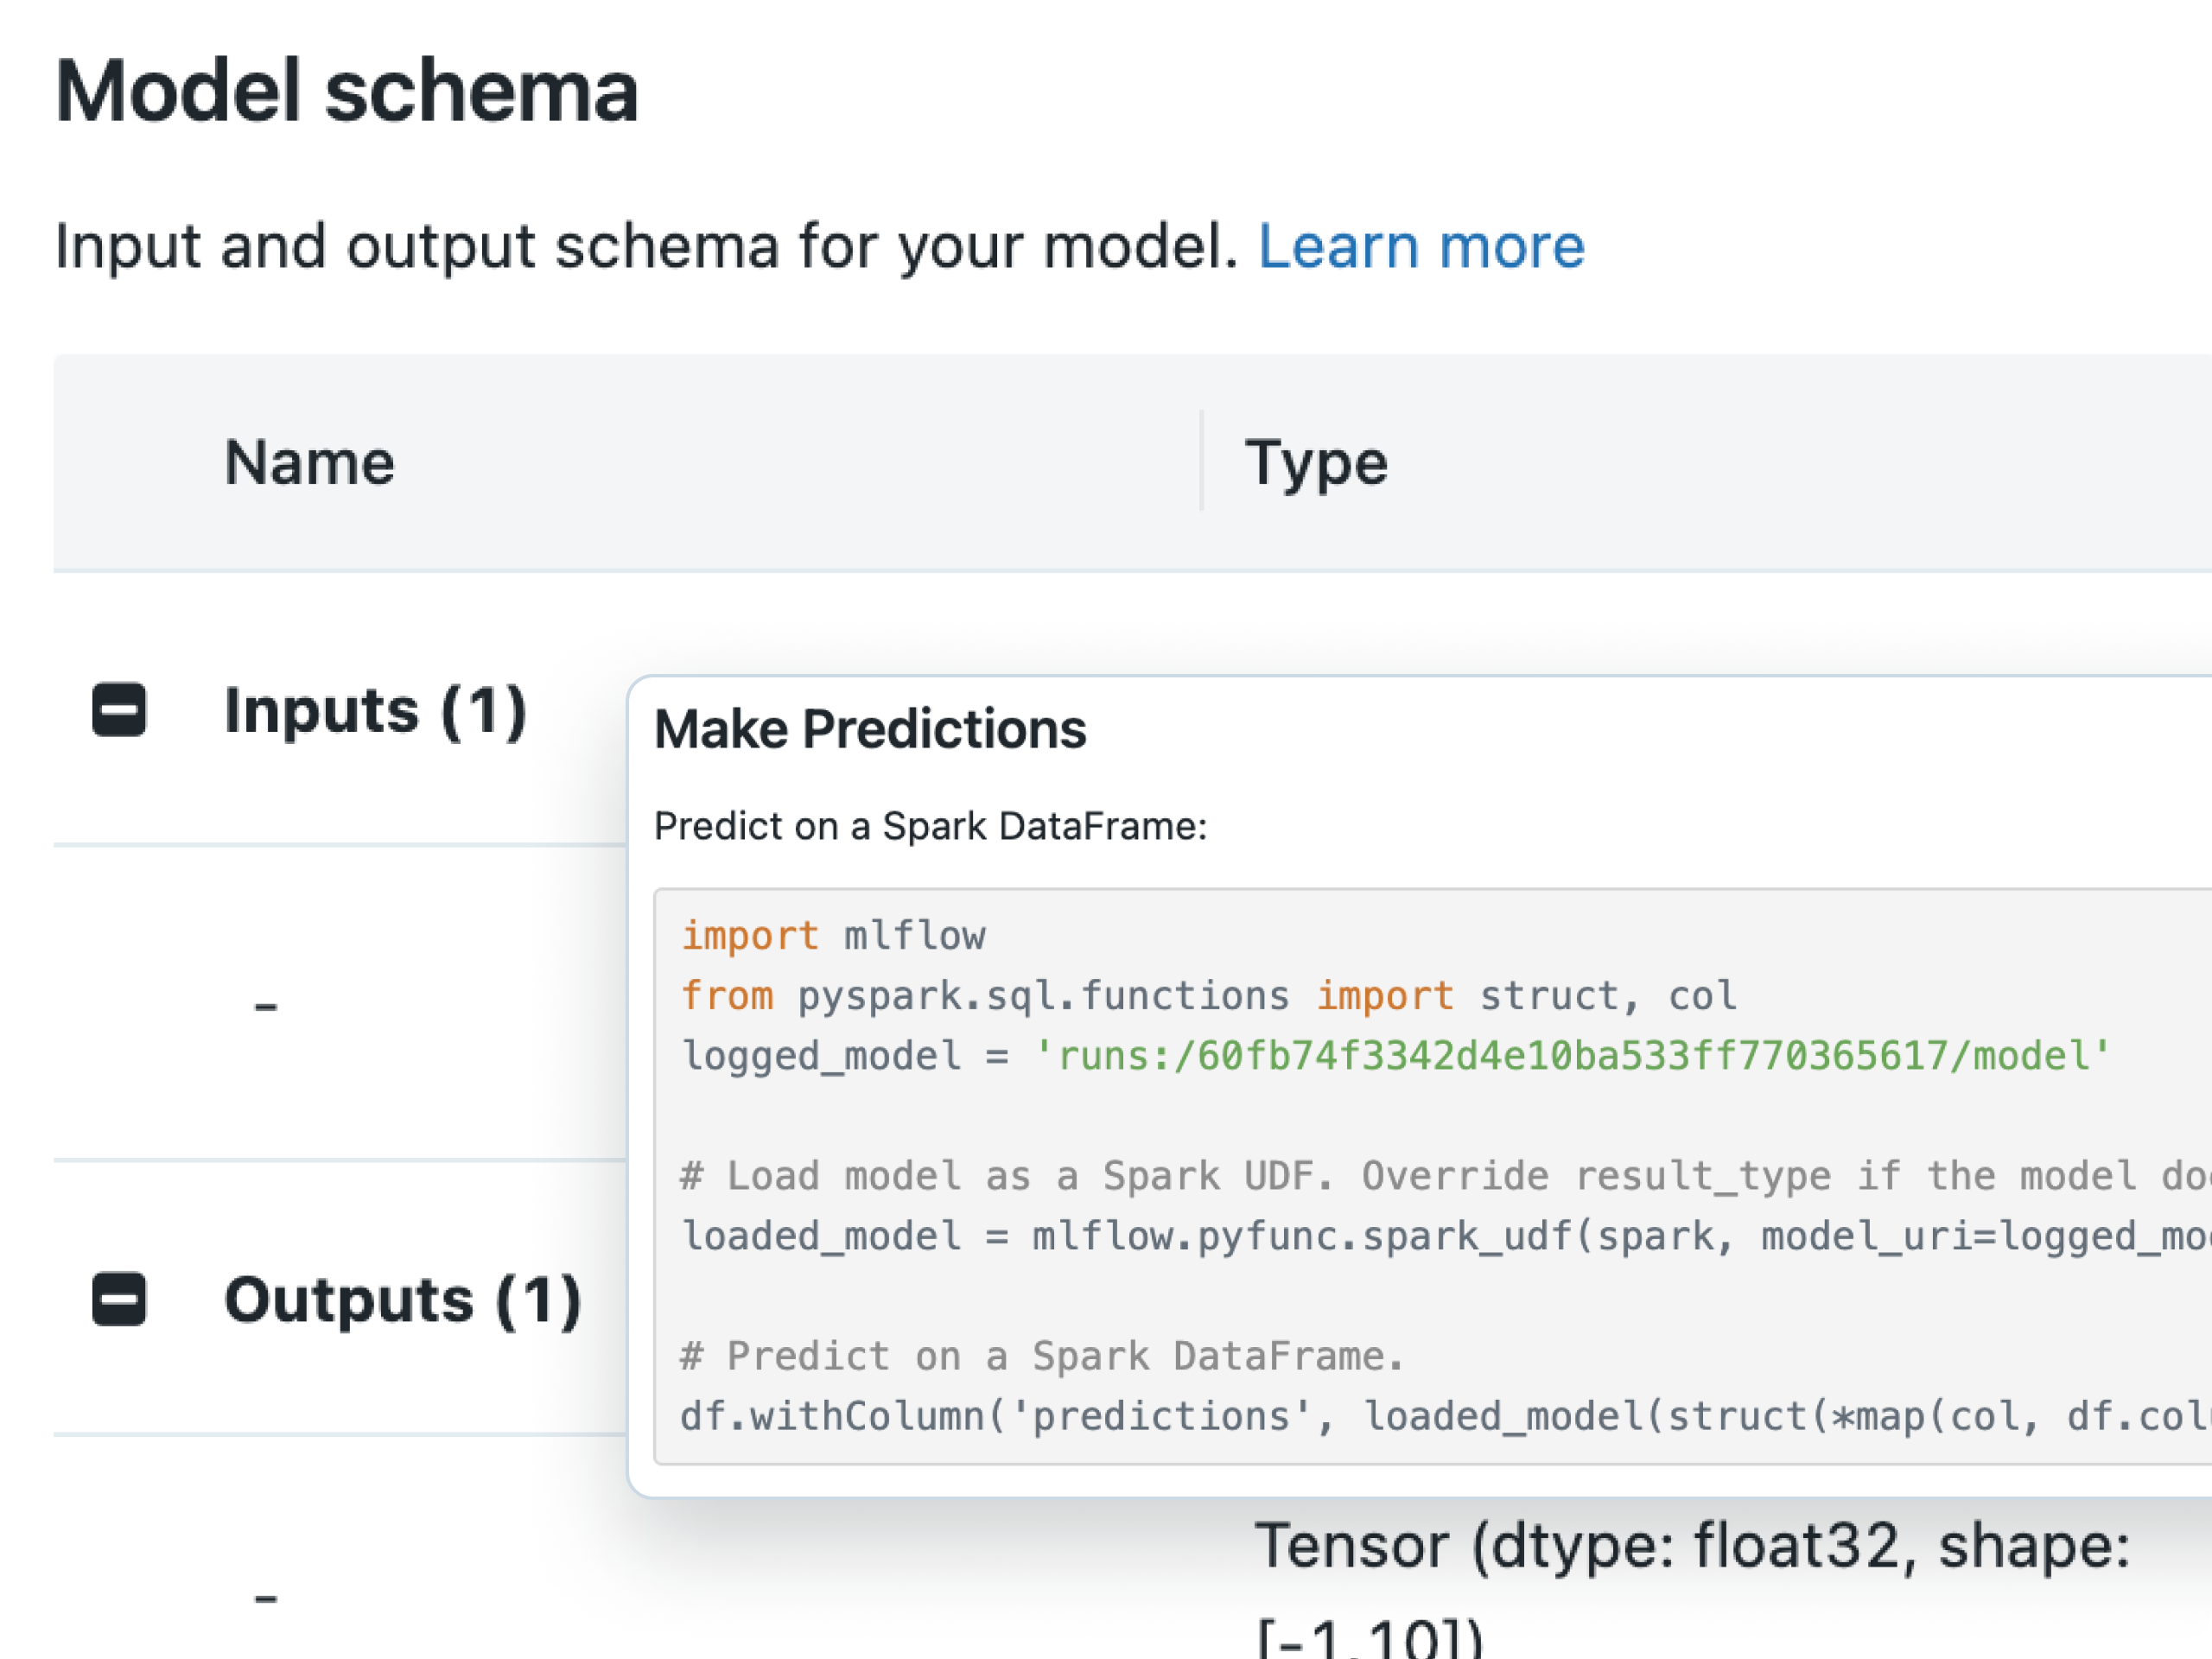 Model schema
Input and output schema for your model. Learn more
Name Type
Inputs (1)
-
Outputs (1)
-
Tensor (dtype: float32, shape:
[-1,10])
Make Predictions
Predict on a Spark DataFrame:
import mlflow
from pyspark.sql.functions import struct, col
logged_model = 'runs:/60fb74f3342d4e10ba533ff770365617/model'
# Load model as a Spark UDF. Override result_type if the model
loaded_model = mlflow.pyfunc.spark_udf(spark, model_uri=logged_mo
# Predict on a Spark DataFrame.
df.withColumn('predictions', loaded_model(struct(*map(col, df.col